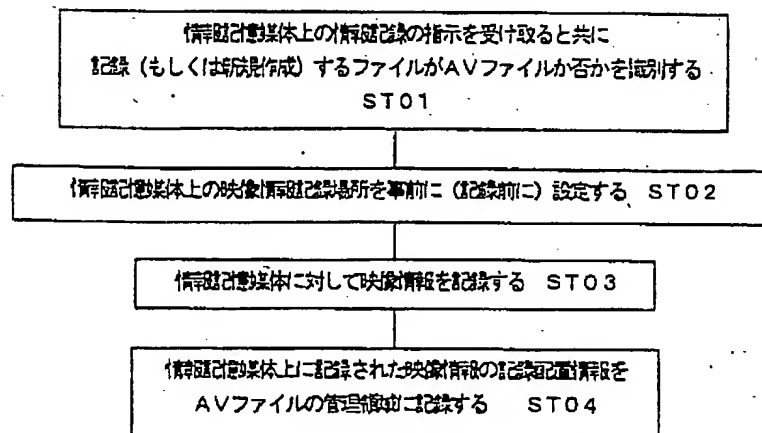 情報記憶媒体上の情報記録の指示を受け取ると共に
記録（もしくは新規作成）するファイルがAVファイルか否かを識別する
ST01
情報記憶媒体上の映像情報記録場所を事前に（記録前に）設定する ST02
情報記憶媒体に対して映像情報を記録する ST03
情報記憶媒体上に記録された映像情報の記録配置情報を
AVファイルの管理領域に記録する ST04